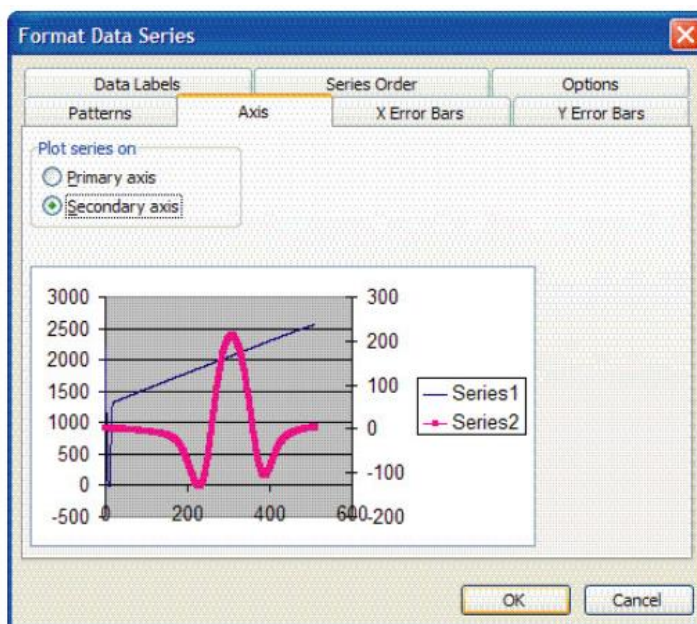 Format Data Series
Data Labels Series Order Options
Patterns Axis X Error Bars Y Error Bars
Plot series on
Primary axis
Secondary axis
3000 300
2500 200
2000
1500 100
1000 0
500
0 -100
-500 0 200 400 600 -200
Series1
Series2
OK Cancel